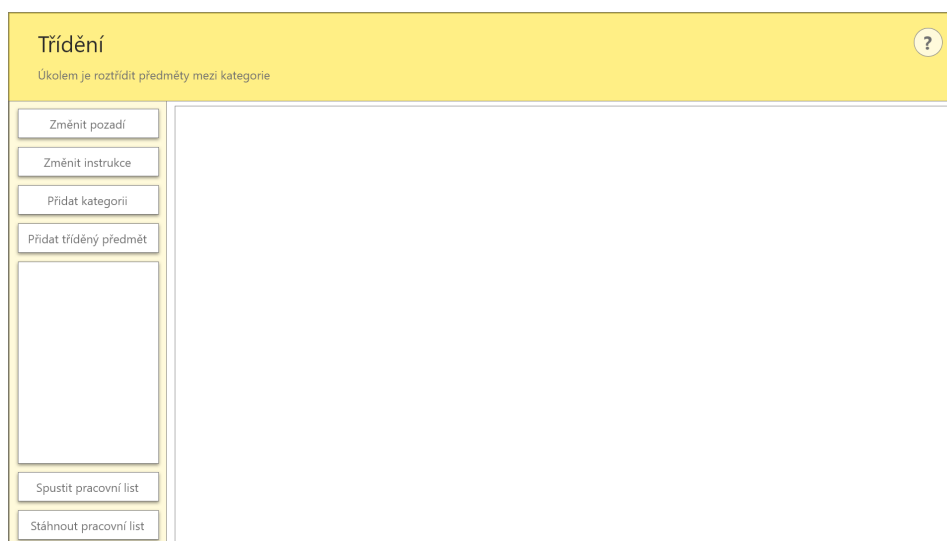 Třídění
Úkolem je roztřídit předměty mezi kategorie
?
Změnit pozadí
Změnit instrukce
Přidat kategorii
Přidat tříděný předmět
Spustit pracovní list
Stáhnout pracovní list